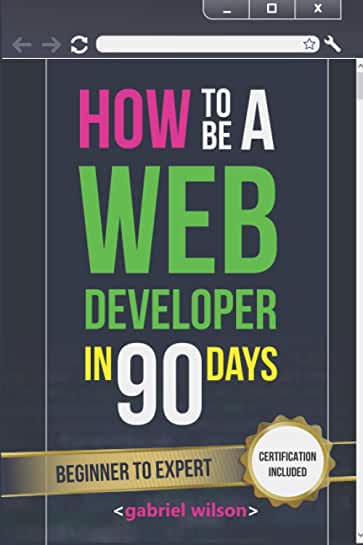 HOW TO BE A
WEB
DEVELOPER
IN 90 DAYS
BEGINNER TO EXPERT
CERTIFICATION
INCLUDED
<gabriel wilson>